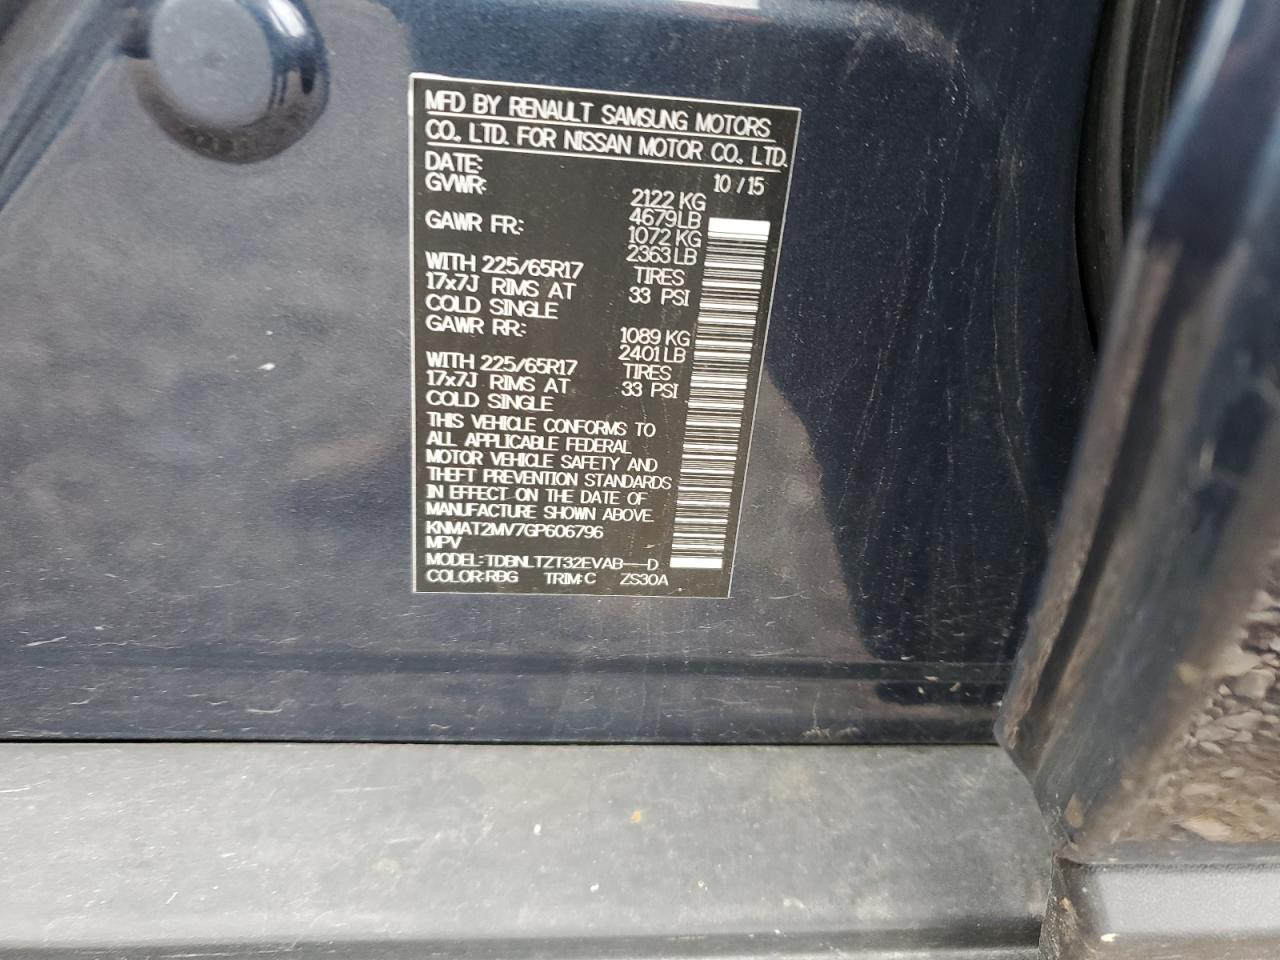 MFD BY RENAULT SAMSUNG MOTORS
CO., LTD. FOR NISSAN MOTOR CO., LTD.
DATE: 10 / 15
GVWR: 2122 KG
4679 LB
GAWR FR: 1072 KG
2363 LB
WITH 225/65R17 TIRES
17x7J RIMS AT 33 PSI
COLD SINGLE
GAWR RR: 1089 KG
2401 LB
WITH 225/65R17 TIRES
17x7J RIMS AT 33 PSI
COLD SINGLE
THIS VEHICLE CONFORMS TO
ALL APPLICABLE FEDERAL
MOTOR VEHICLE SAFETY AND
THEFT PREVENTION STANDARDS
IN EFFECT ON THE DATE OF
MANUFACTURE SHOWN ABOVE.
KNMAT2MV7GP606796
MPV
MODEL:TDBNLTZT32EVAB---D
COLOR:RBG TRIM:C ZS30A